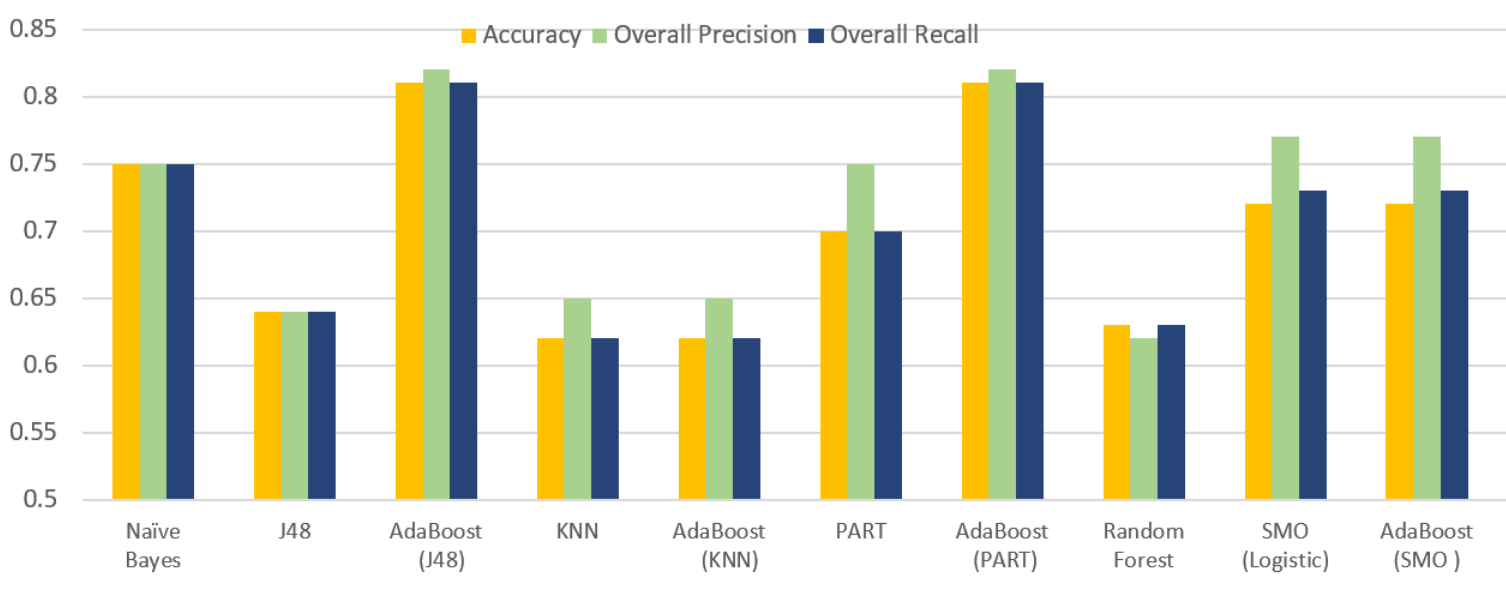 0.85
Accuracy Overall Precision Overall Recall
0.8
0.75
0.7
0.65
0.6
0.55
0.5
Naïve
Bayes
J48
AdaBoost
(J48)
KNN
AdaBoost
(KNN)
PART
AdaBoost
(PART)
Random
Forest
SMO
(Logistic)
AdaBoost
(SMO )